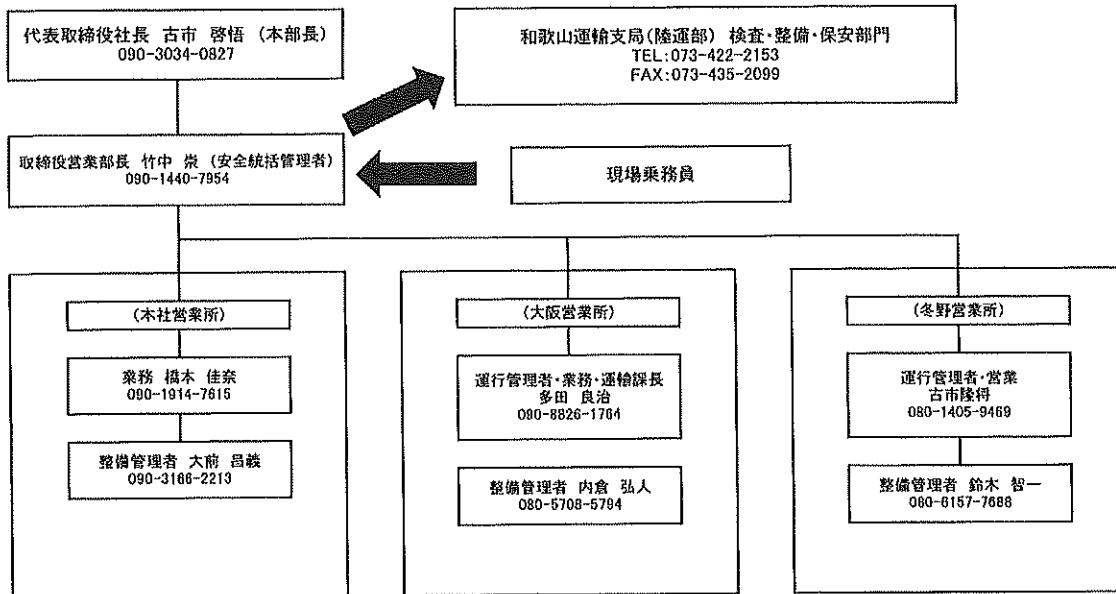 代表取締役社長 古市 啓悟 (本部長)
090-3034-0827
和歌山運輸支局(陸運部) 検査・整備・保安部門
TEL:073-422-2153
FAX:073-435-2099
取締役営業部長 竹中 崇 (安全統括管理者)
090-1440-7954
現場乗務員
(本社営業所)
業務 橋本 佳奈
090-1914-7615
整備管理者 大前 昌義
090-3166-2213
(大阪営業所)
運行管理者・業務・運輸課長
多田 良治
090-8826-1764
整備管理者 内倉 弘人
080-5708-5794
(冬野営業所)
運行管理者・営業
古市隆将
080-1405-9469
整備管理者 鈴木 智一
080-6157-7688